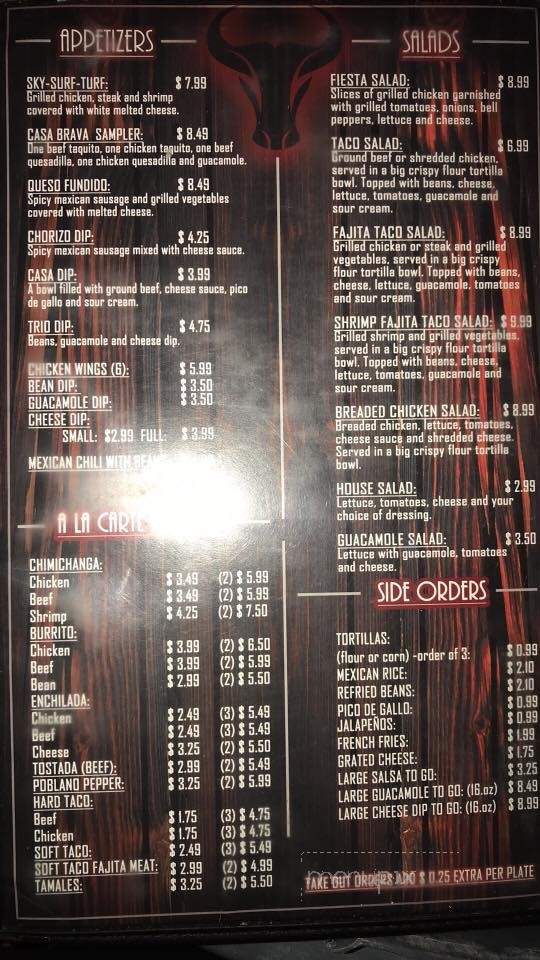 APPETIZERS
SKY-SURF-TURF: $ 7.99
Grilled chicken, steak and shrimp
covered with white melted cheese.
CASA BRAVA SAMPLER: $ 8.49
One beef taquito, one chicken taquito, one beef
quesadilla, one chicken quesadilla and guacamole.
QUESO FUNDIDO: $ 8.49
Spicy mexican sausage and grilled vegetables
covered with melted cheese.
CHORIZO DIP: $ 4.25
Spicy mexican sausage mixed with cheese sauce.
CASA DIP: $ 3.99
A bowl filled with ground beef, cheese sauce, pico
de gallo and sour cream.
TRIO DIP: $ 4.75
Beans, guacamole and cheese dip.
CHICKEN WINGS (6): $ 5.99
BEAN DIP: $ 3.50
GUACAMOLE DIP: $ 3.50
CHEESE DIP:
SMALL: $2.99 FULL: $ 3.99
MEXICAN CHILI WITH
A LA CARTE
CHIMICHANGA:
Chicken $ 3.49 (2) $ 5.99
Beef $ 3.49 (2) $ 5.99
Shrimp $ 4.25 (2) $ 7.50
BURRITO:
Chicken $ 3.99 (2) $ 6.50
Beef $ 3.99 (2) $ 5.99
Bean $ 2.99 (2) $ 5.50
ENCHILADA:
Chicken $ 2.49 (3) $ 5.49
Beef $ 2.49 (3) $ 5.49
Cheese $ 3.25 (2) $ 5.50
TOSTADA (BEEF): $ 2.99 (2) $ 5.49
POBLANO PEPPER: $ 3.25 (2) $ 5.99
HARD TACO:
Beef $ 1.75 (3) $ 4.75
Chicken $ 1.75 (3) $ 4.75
SOFT TACO: $ 2.49 (3) $ 5.49
SOFT TACO FAJITA MEAT: $ 2.99 (2) $ 4.99
TAMALES: $ 3.25 (2) $ 5.50
SALADS
FIESTA SALAD: $ 8.99
Slices of grilled chicken garnished
with grilled tomatoes, onions, bell
peppers, lettuce and cheese.
TACO SALAD: $ 6.99
Ground beef or shredded chicken,
served in a big crispy flour tortilla
bowl. Topped with beans, cheese,
lettuce, tomatoes, guacamole and
sour cream.
FAJITA TACO SALAD: $ 8.99
Grilled chicken or steak and grilled
vegetables, served in a big crispy
flour tortilla bowl. Topped with beans,
cheese, lettuce, guacamole, tomatoes
and sour cream.
SHRIMP FAJITA TACO SALAD: $ 9.99
Grilled shrimp and grilled vegetables,
served in a big crispy flour tortilla
bowl. Topped with beans, cheese,
lettuce, tomatoes, guacamole and
sour cream.
BREADED CHICKEN SALAD: $ 8.99
Breaded chicken, lettuce, tomatoes,
cheese sauce and shredded cheese.
Served in a big crispy flour tortilla
bowl.
HOUSE SALAD: $ 2.99
Lettuce, tomatoes, cheese and your
choice of dressing.
GUACAMOLE SALAD: $ 3.50
Lettuce with guacamole, tomatoes
and cheese.
SIDE ORDERS
TORTILLAS:
(flour or corn) -order of 3: $ 0.99
MEXICAN RICE: $ 2.10
REFRIED BEANS: $ 2.10
PICO DE GALLO: $ 0.99
JALAPEÑOS: $ 0.99
FRENCH FRIES: $ 1.99
GRATED CHEESE: $ 1.75
LARGE SALSA TO GO: $ 3.25
LARGE GUACAMOLE TO GO: (16.oz) $ 8.49
LARGE CHEESE DIP TO GO: (16.oz) $ 8.99
TAKE OUT ORDERS ADD $ 0.25 EXTRA PER PLATE